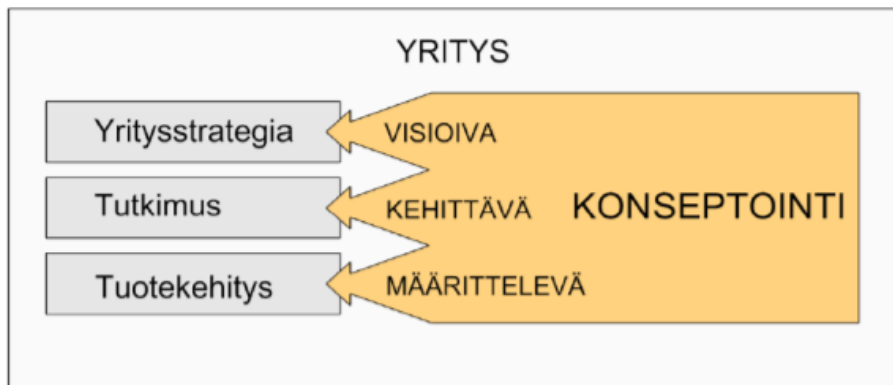 YRITYS
Yritysstrategia
VISIOIVA
Tutkimus
KEHITTÄVÄ
KONSEPTOINTI
Tuotekehitys
MÄÄRITTELEVÄ